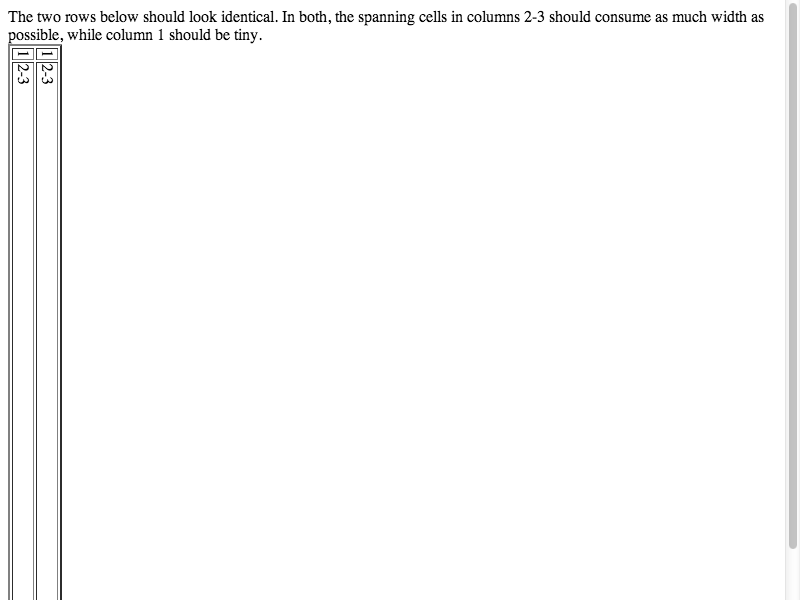 The two rows below should look identical. In both, the spanning cells in columns 2-3 should consume as much width as
possible, while column 1 should be tiny.
1 2-3
1 2-3